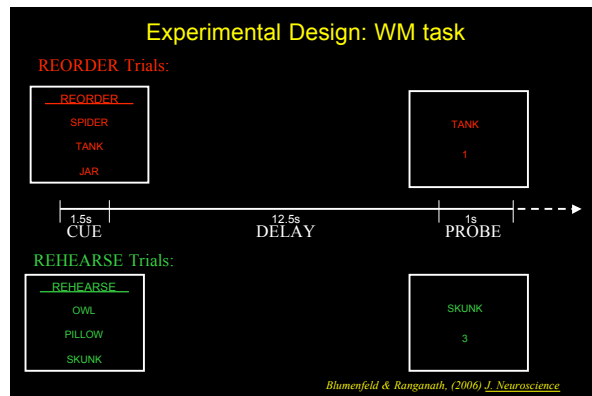 Experimental Design: WM task
REORDER Trials:
REORDER
SPIDER
TANK
JAR
TANK
1
1.5s
12.5s
1s
CUE
DELAY
PROBE
REHEARSE Trials:
REHEARSE
OWL
PILLOW
SKUNK
SKUNK
3
Blumenfeld & Ranganath, (2006) J. Neuroscience